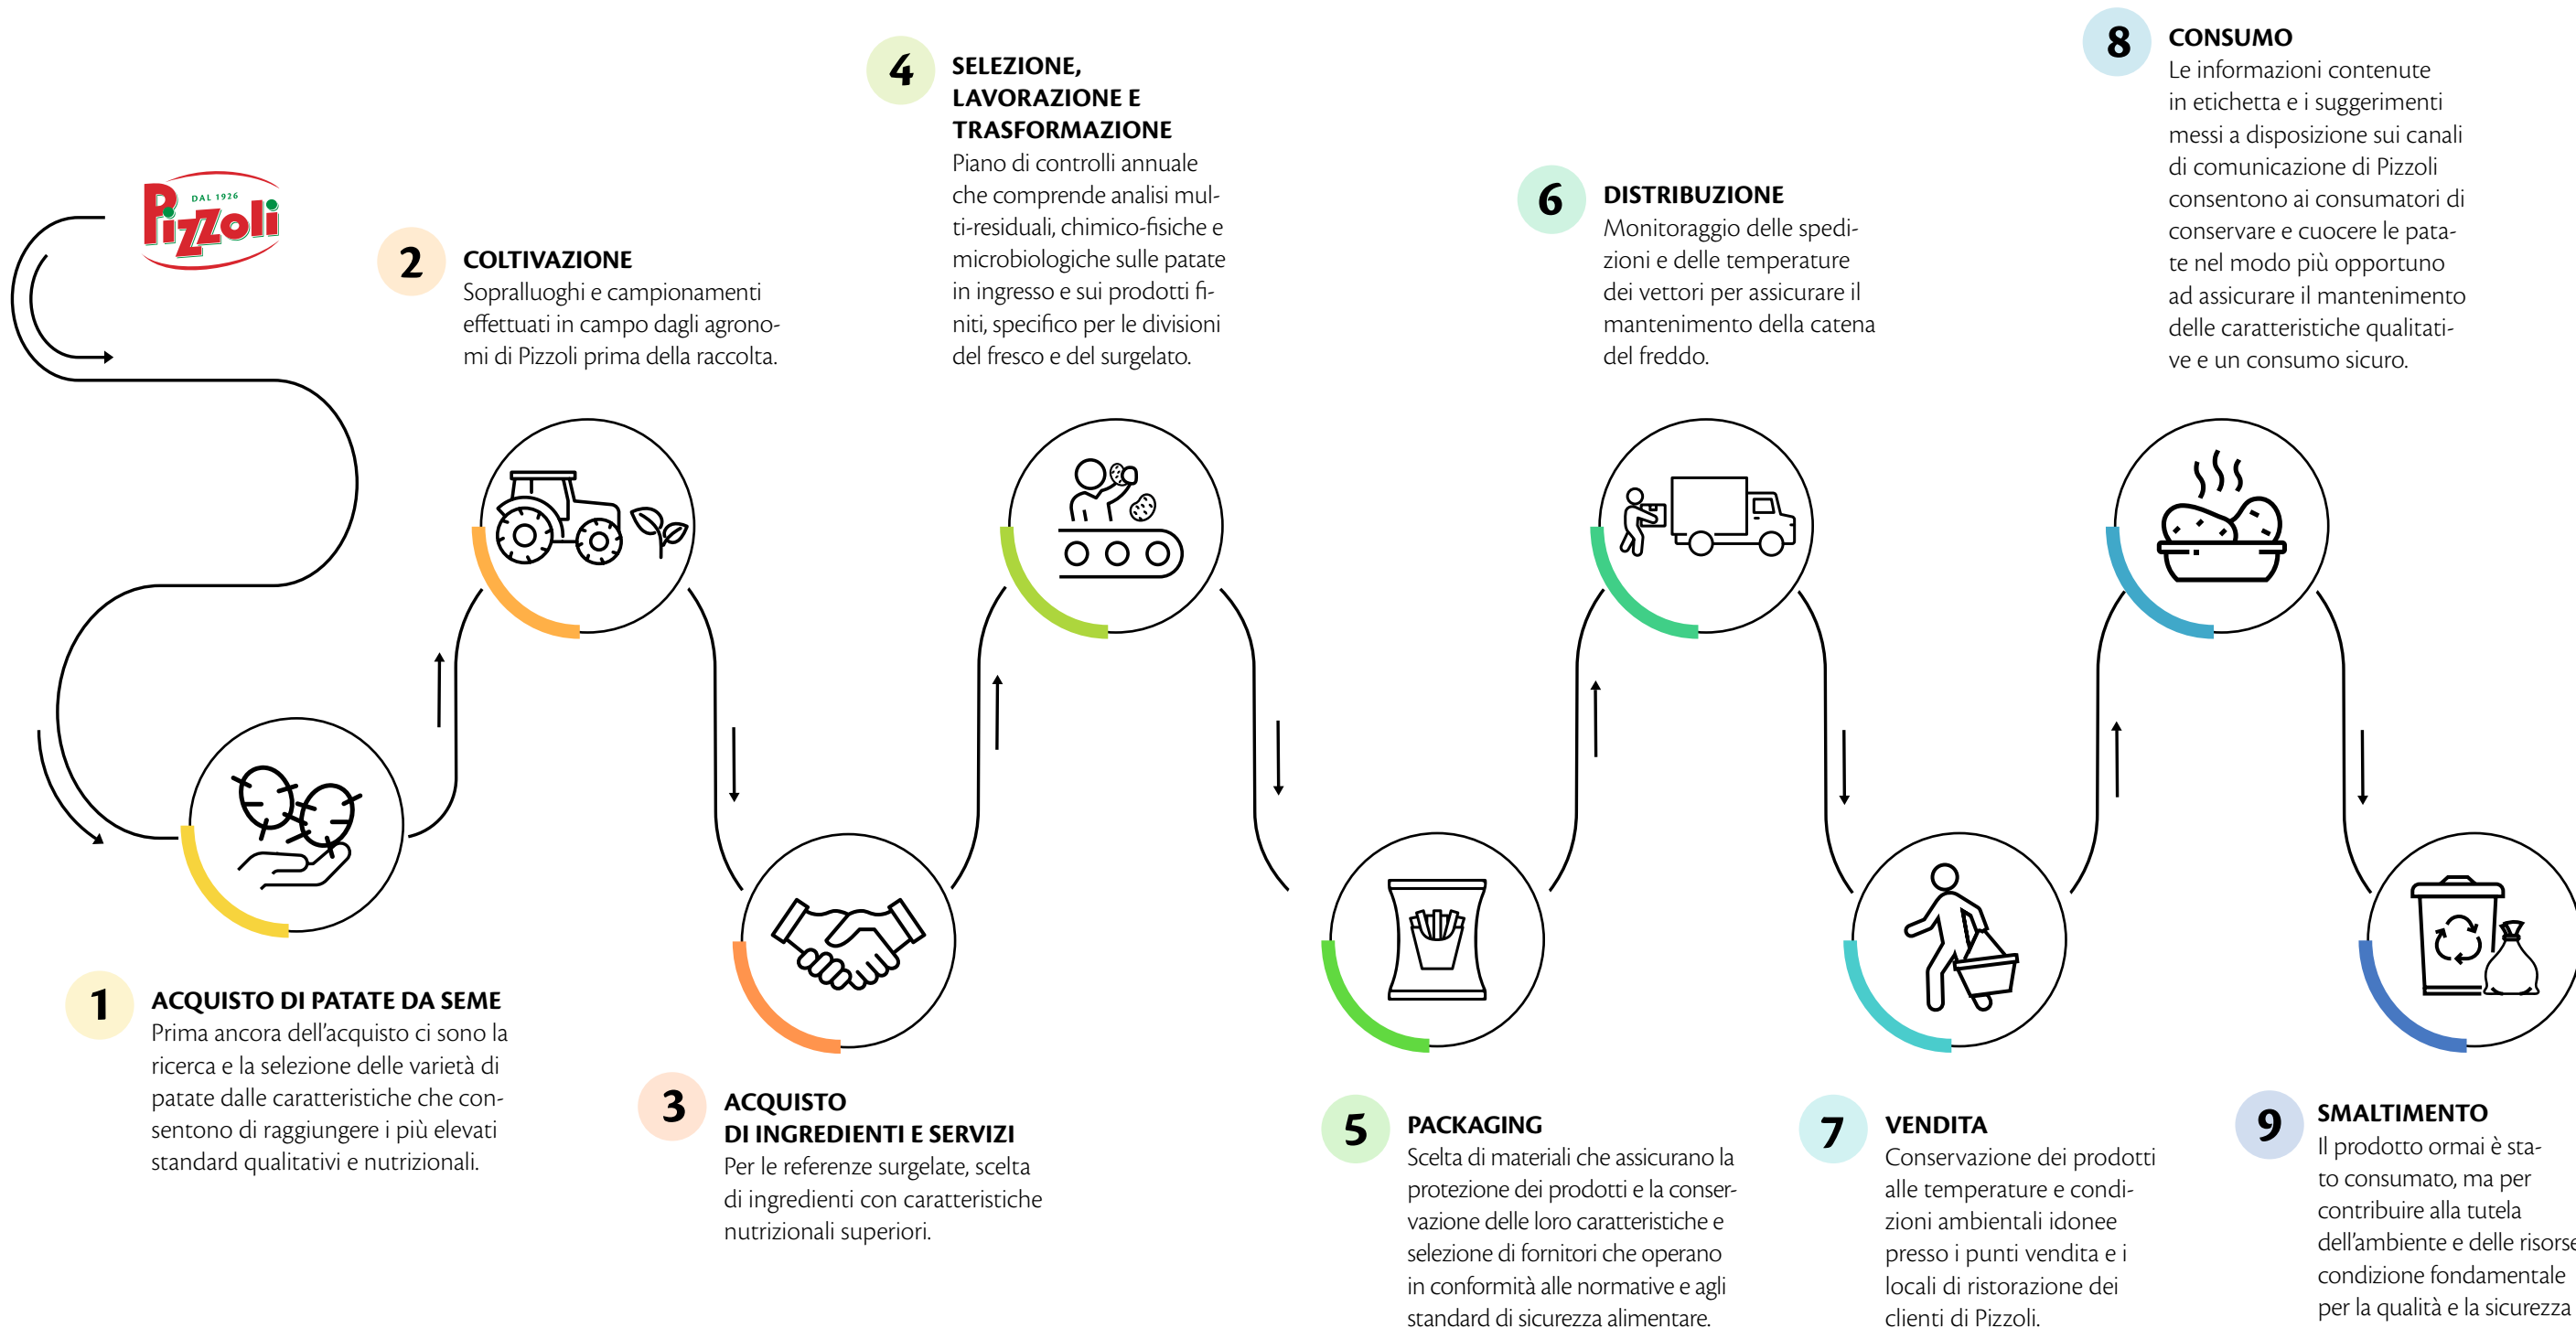 DAL 1926
Pizzoli
1
ACQUISTO DI PATATE DA SEME
Prima ancora dell'acquisto ci sono la
ricerca e la selezione delle varietà di
patate dalle caratteristiche che con-
sentono di raggiungere i più elevati
standard qualitativi e nutrizionali.
2
COLTIVAZIONE
Sopralluoghi e campionamenti
effettuati in campo dagli agrono-
mi di Pizzoli prima della raccolta.
3
ACQUISTO
DI INGREDIENTI E SERVIZI
Per le referenze surgelate, scelta
di ingredienti con caratteristiche
nutrizionali superiori.
4
SELEZIONE,
LAVORAZIONE E
TRASFORMAZIONE
Piano di controlli annuale
che comprende analisi mul-
ti-residuali, chimico-fisiche e
microbiologiche sulle patate
in ingresso e sui prodotti fi-
niti, specifico per le divisioni
del fresco e del surgelato.
5
PACKAGING
Scelta di materiali che assicurano la
protezione dei prodotti e la conser-
vazione delle loro caratteristiche e
selezione di fornitori che operano
in conformità alle normative e agli
standard di sicurezza alimentare.
6
DISTRIBUZIONE
Monitoraggio delle spedi-
zioni e delle temperature
dei vettori per assicurare il
mantenimento della catena
del freddo.
7
VENDITA
Conservazione dei prodotti
alle temperature e condi-
zioni ambientali idonee
presso i punti vendita e i
locali di ristorazione dei
clienti di Pizzoli.
8
CONSUMO
Le informazioni contenute
in etichetta e i suggerimenti
messi a disposizione sui canali
di comunicazione di Pizzoli
consentono ai consumatori di
conservare e cuocere le pata-
te nel modo più opportuno
ad assicurare il mantenimento
delle caratteristiche qualitati-
ve e un consumo sicuro.
9
SMALTIMENTO
Il prodotto ormai è sta-
to consumato, ma per
contribuire alla tutela
dell'ambiente e delle risorse
condizione fondamentale
per la qualità e la sicurezza